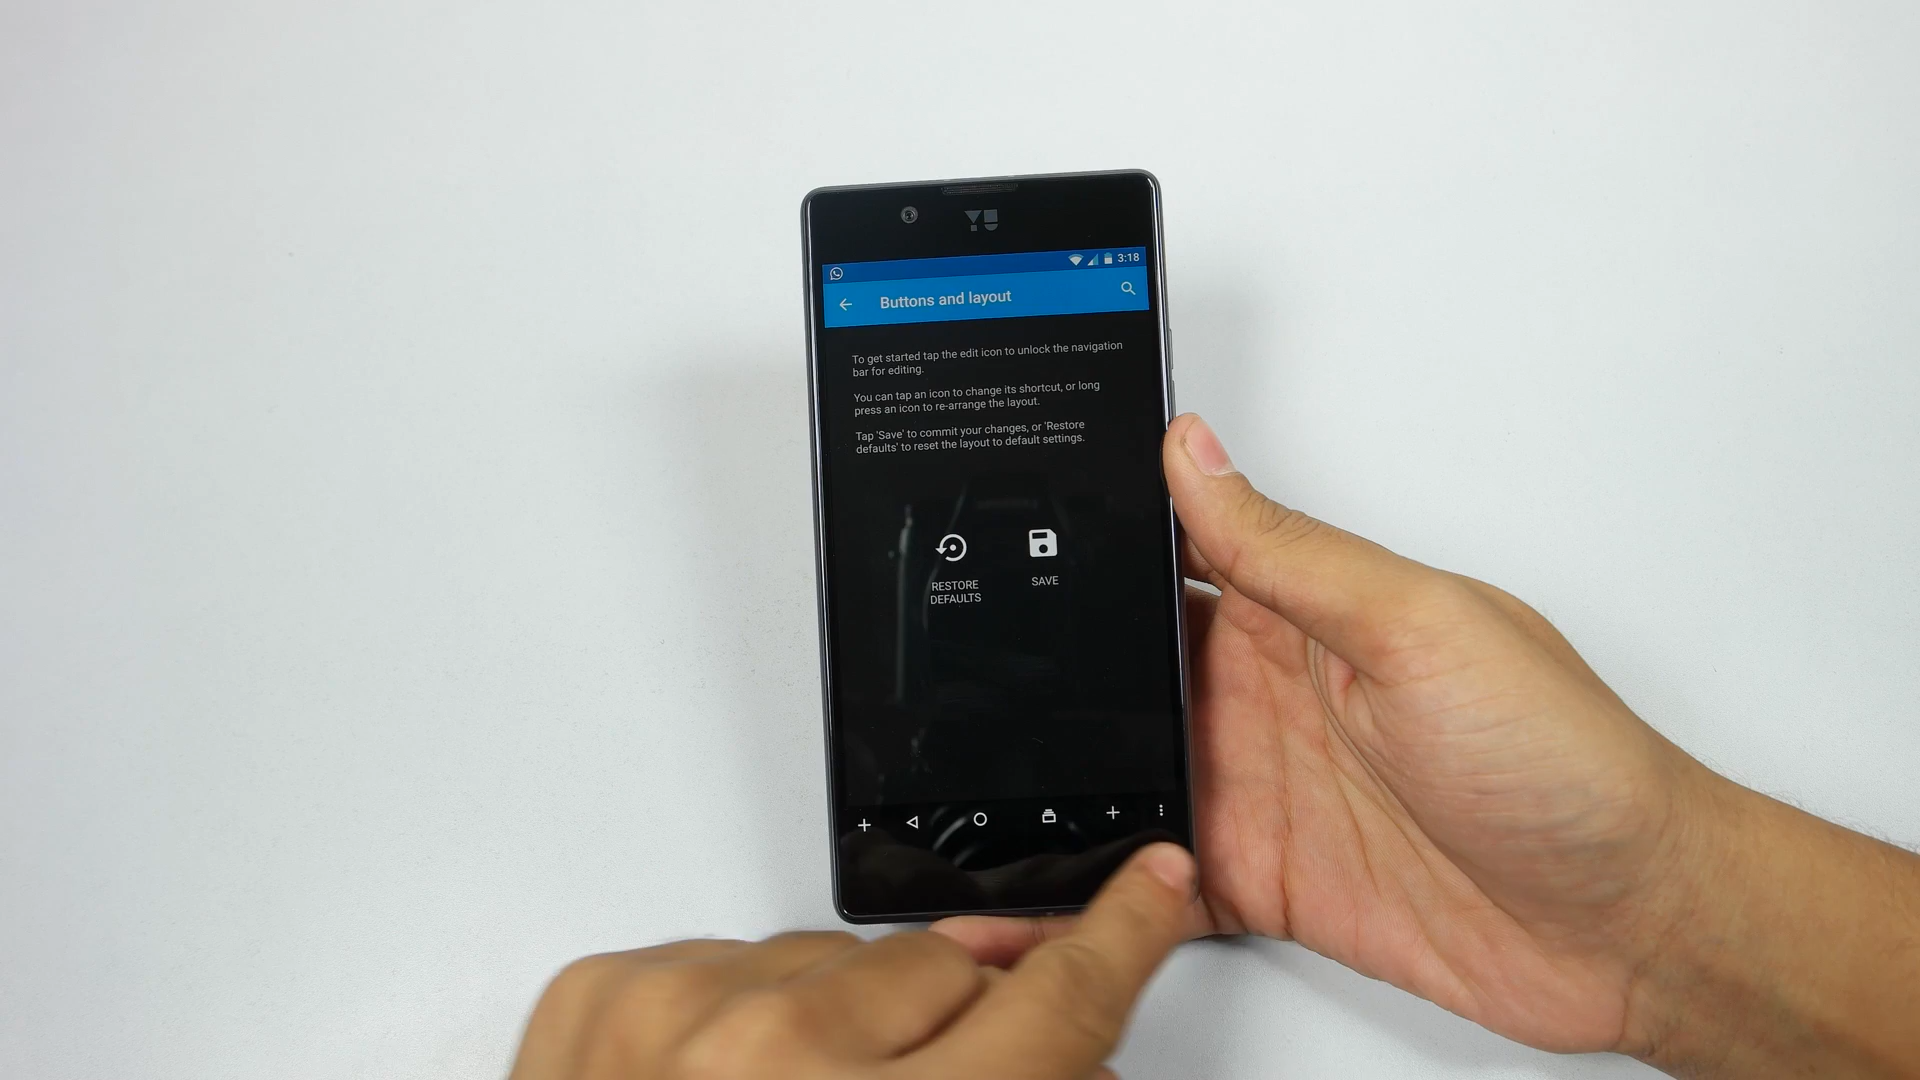 YU
3:18
Buttons and layout
To get started tap the edit icon to unlock the navigation
bar for editing.
You can tap an icon to change its shortcut, or long
press an icon to re-arrange the layout.
Tap 'Save' to commit your changes, or 'Restore
defaults' to reset the layout to default settings.
RESTORE
DEFAULTS
SAVE